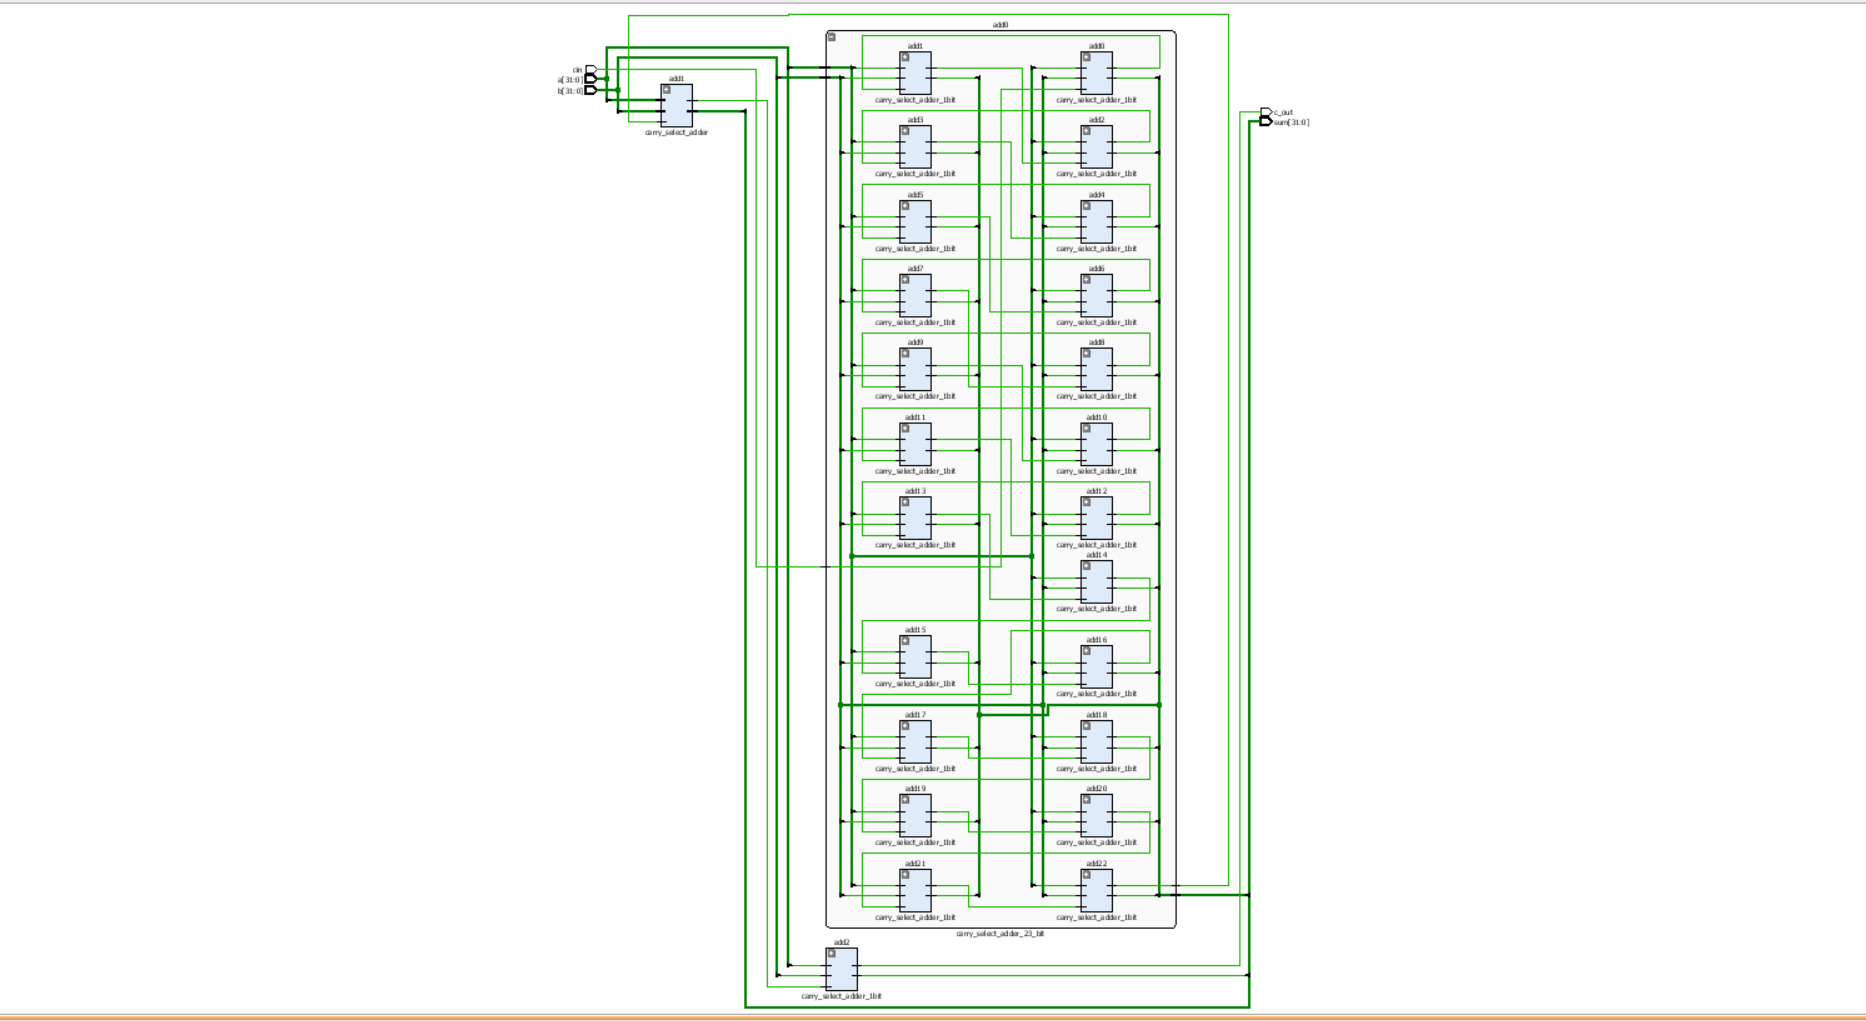 add0
cin
a[31:0]
b[31:0]
add1
carry_select_adder
c_out
sum[31:0]
add1
carry_select_adder_1bit
add0
carry_select_adder_1bit
add3
carry_select_adder_1bit
add2
carry_select_adder_1bit
add5
carry_select_adder_1bit
add4
carry_select_adder_1bit
add7
carry_select_adder_1bit
add6
carry_select_adder_1bit
add9
carry_select_adder_1bit
add8
carry_select_adder_1bit
add11
carry_select_adder_1bit
add10
carry_select_adder_1bit
add13
carry_select_adder_1bit
add12
carry_select_adder_1bit
add14
carry_select_adder_1bit
add15
carry_select_adder_1bit
add16
carry_select_adder_1bit
add17
carry_select_adder_1bit
add18
carry_select_adder_1bit
add19
carry_select_adder_1bit
add20
carry_select_adder_1bit
add21
carry_select_adder_1bit
add22
carry_select_adder_1bit
carry_select_adder_23_bit
add2
carry_select_adder_1bit